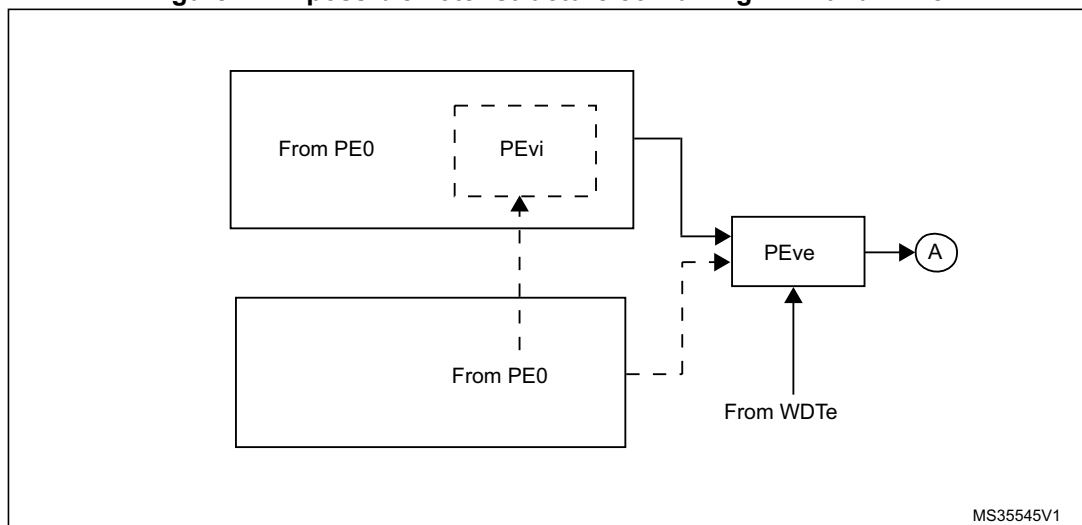 From PE0
PEvi
PEve
A
From PE0
From WDTe
MS35545V1